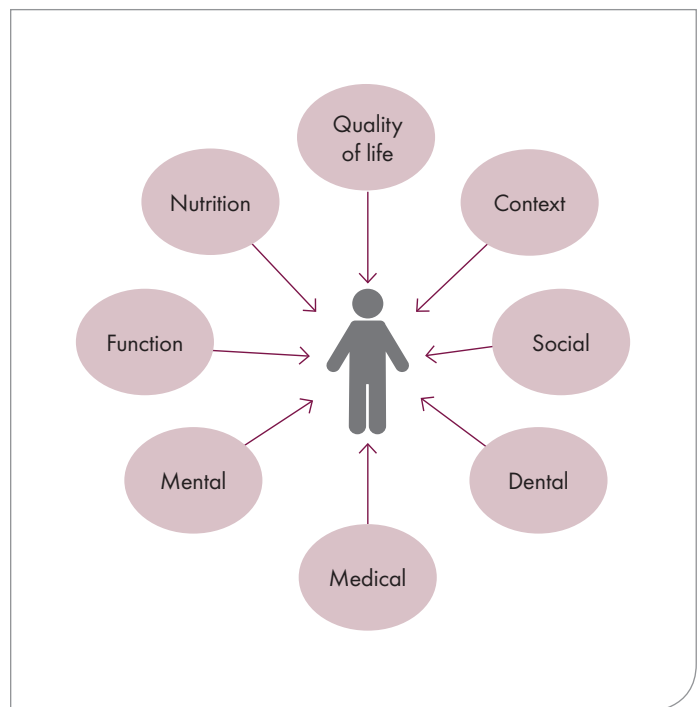 Quality
of life
Nutrition
Context
Function
Social
Mental
Dental
Medical